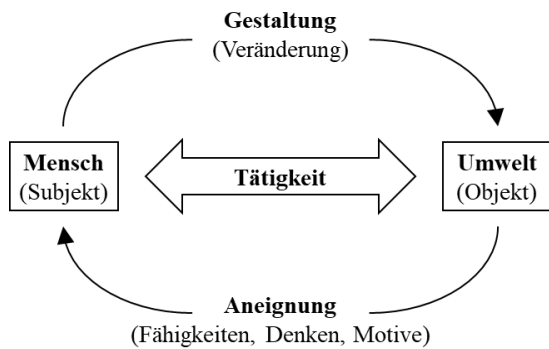 Gestaltung
(Veränderung)
Mensch
(Subjekt)
Tätigkeit
Umwelt
(Objekt)
Aneignung
(Fähigkeiten, Denken, Motive)